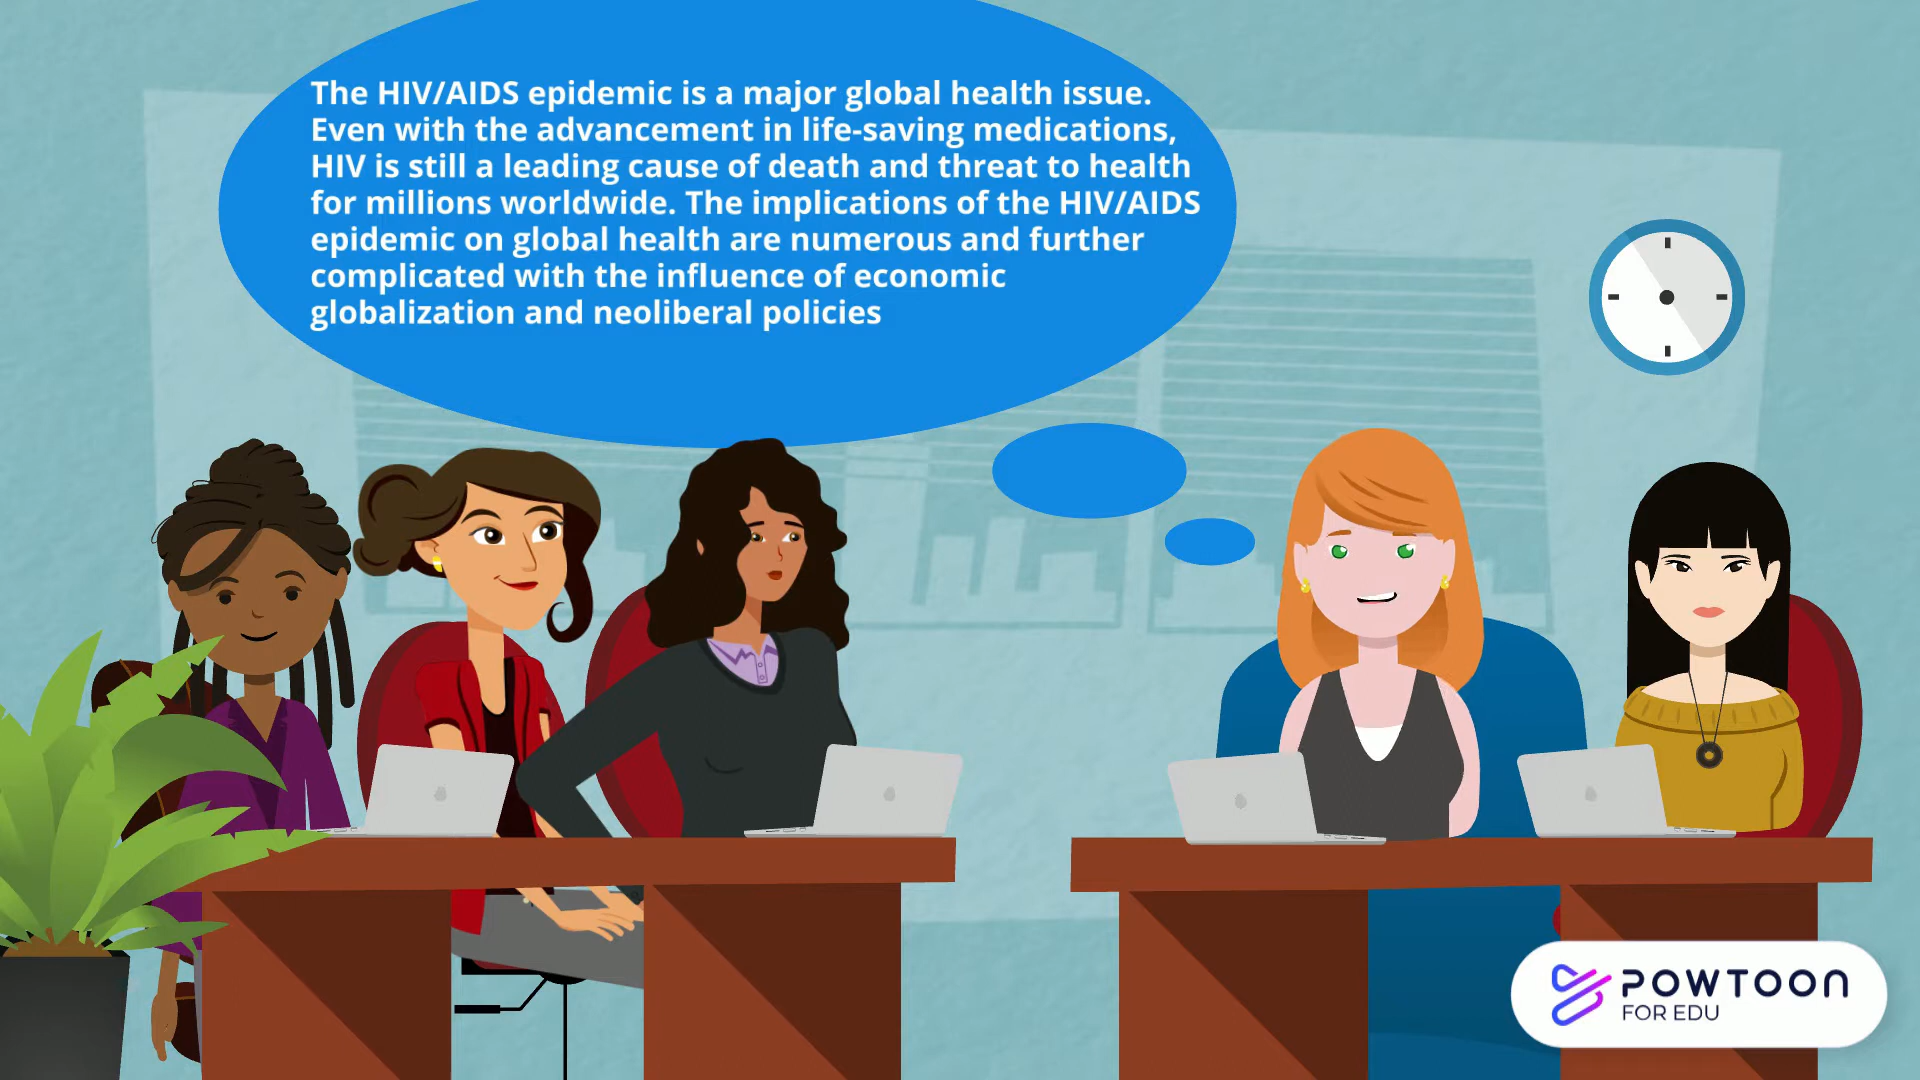 The HIV/AIDS epidemic is a major global health issue.
Even with the advancement in life-saving medications,
HIV is still a leading cause of death and threat to health
for millions worldwide. The implications of the HIV/AIDS
epidemic on global health are numerous and further
complicated with the influence of economic
globalization and neoliberal policies
POWTOON
FOR EDU